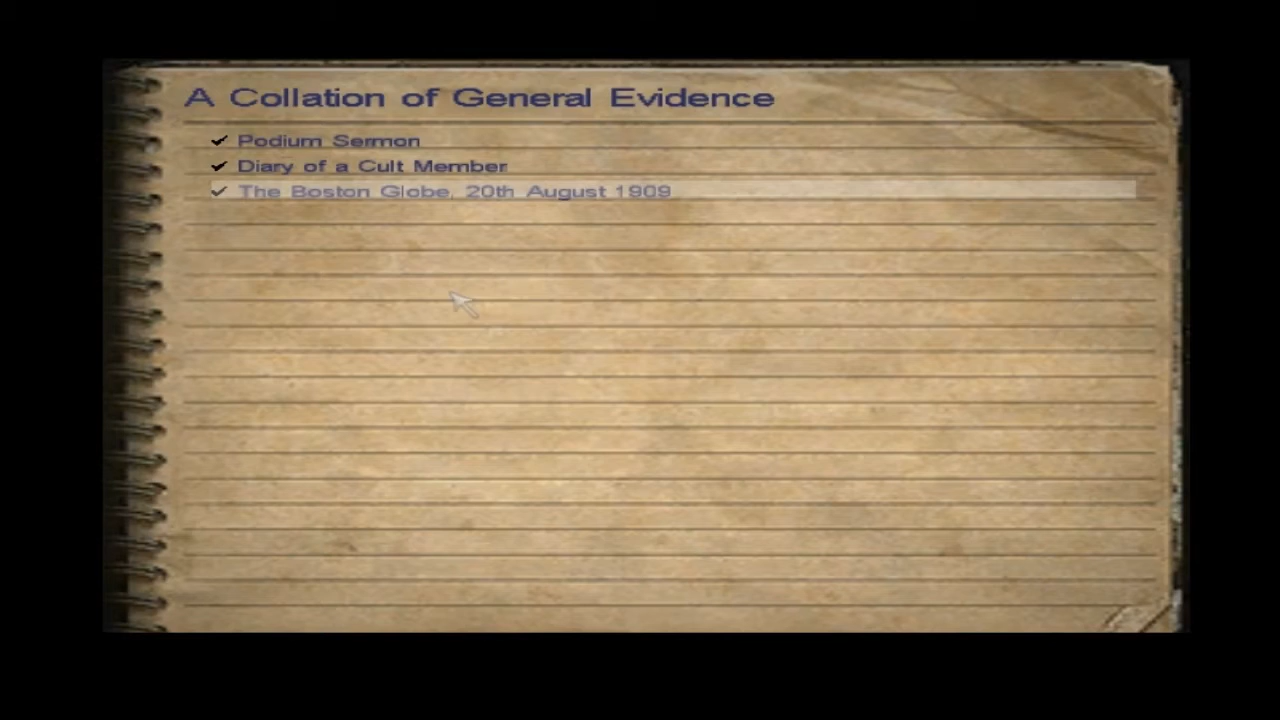 A Collation of General Evidence
✔ Podium Sermon
✔ Diary of a Cult Member
✔ The Boston Globe, 20th August 1909